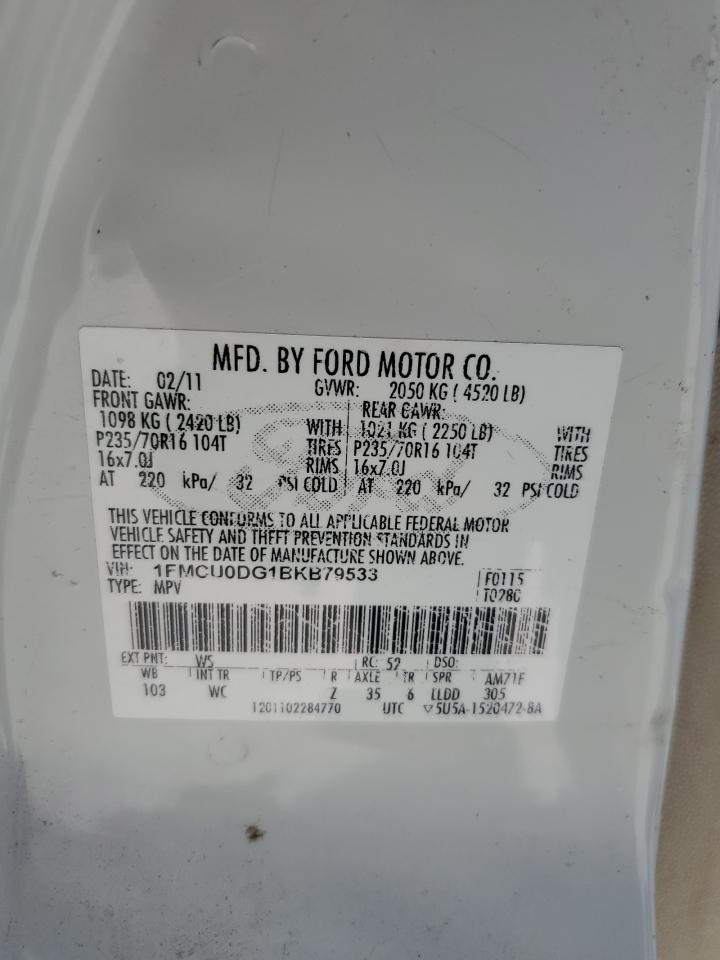 MFD. BY FORD MOTOR CO.
DATE: 02/11 GVWR: 2050 KG ( 4520 LB)
FRONT GAWR: REAR GAWR:
1098 KG ( 2420 LB) WITH 1021 KG ( 2250 LB) WITH
P235/70R16 104T TIRES P235/70R16 104T TIRES
16x7.0J RIMS 16x7.0J RIMS
AT 220 kPa/ 32 PSI COLD AT 220 kPa/ 32 PSI COLD
THIS VEHICLE CONFORMS TO ALL APPLICABLE FEDERAL MOTOR
VEHICLE SAFETY AND THEFT PREVENTION STANDARDS IN
EFFECT ON THE DATE OF MANUFACTURE SHOWN ABOVE.
VIN: 1FMCU0DG1BKB79533 F0115
TYPE: MPV T0280
EXT PNT: WS RC: 52 DSO:
WB INT TR TP/PS R AXLE TR SPR AM71F
103 WC Z 35 6 LLDD 305
1201102284770 UTC ▽5U5A-1520472-BA